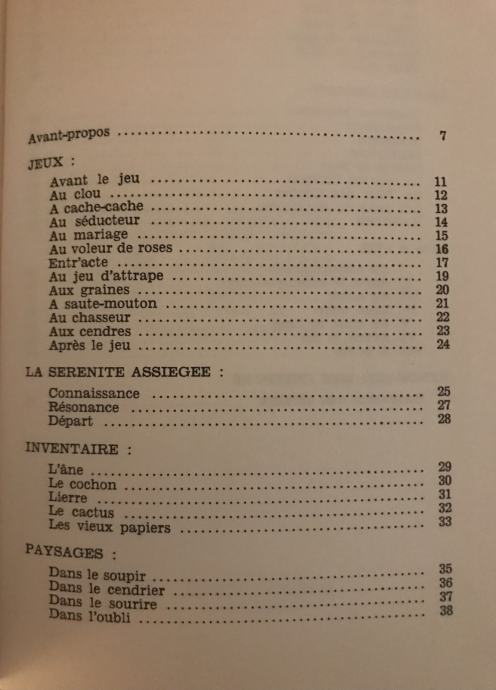 Avant-propos ........................................ 7
JEUX :
Avant le jeu ........................................ 11
Au clou ........................................ 12
A cache-cache ........................................ 13
Au séducteur ........................................ 14
Au mariage ........................................ 15
Au voleur de roses ........................................ 16
Entr'acte ........................................ 17
Au jeu d'attrape ........................................ 19
Aux graines ........................................ 20
A saute-mouton ........................................ 21
Au chasseur ........................................ 22
Aux cendres ........................................ 23
Après le jeu ........................................ 24
LA SERENITE ASSIEGEE :
Connaissance ........................................ 25
Résonance ........................................ 27
Départ ........................................ 28
INVENTAIRE :
L'âne ........................................ 29
Le cochon ........................................ 30
Lierre ........................................ 31
Le cactus ........................................ 32
Les vieux papiers ........................................ 33
PAYSAGES :
Dans le soupir ........................................ 35
Dans le cendrier ........................................ 36
Dans le sourire ........................................ 37
Dans l'oubli ........................................ 38